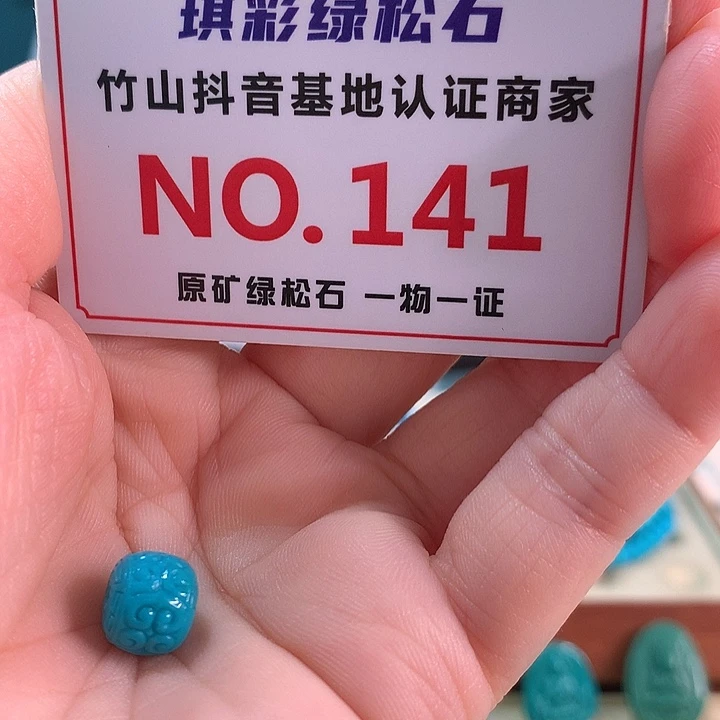 琪彩绿松石
竹山抖音基地认证商家
NO.141
原矿绿松石 一物一证